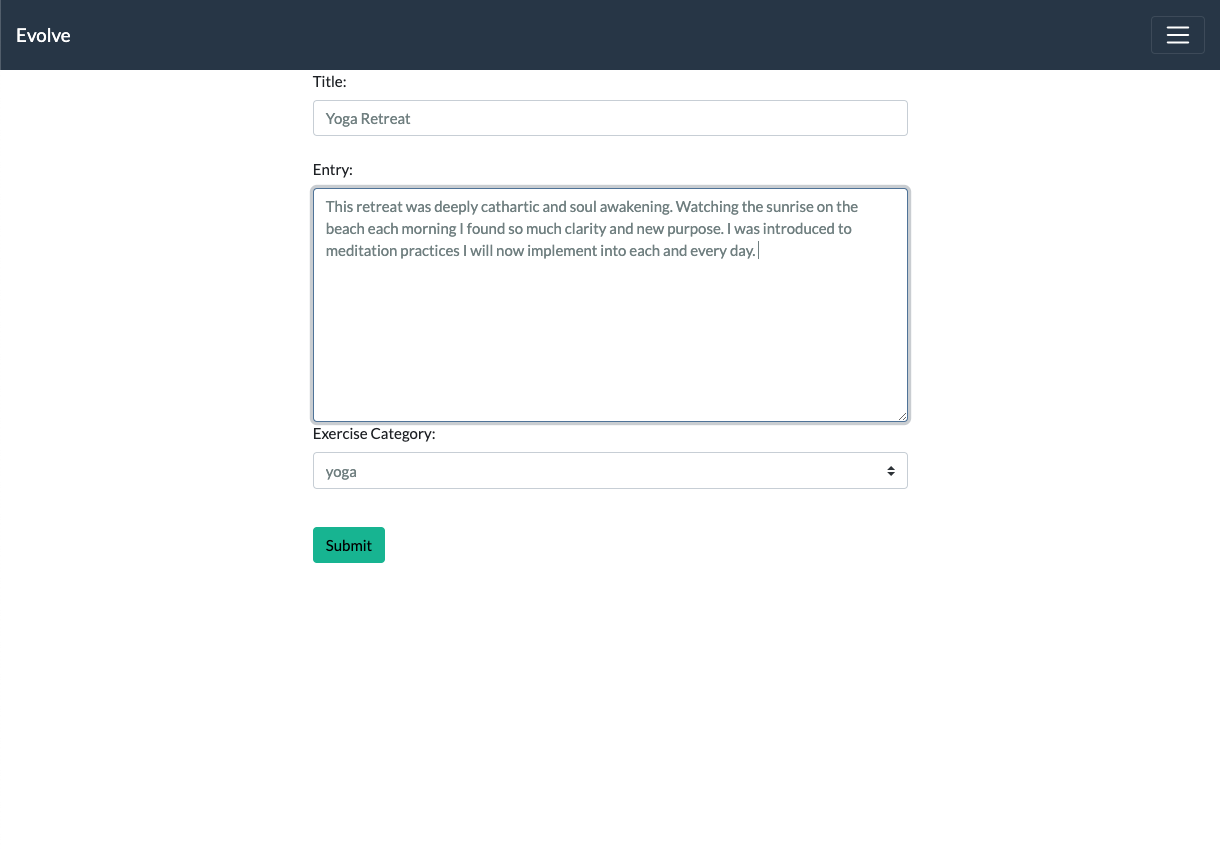 Evolve
Title:
Yoga Retreat
Entry:
This retreat was deeply cathartic and soul awakening. Watching the sunrise on the
beach each morning I found so much clarity and new purpose. I was introduced to
meditation practices I will now implement into each and every day.
Exercise Category:
yoga
Submit